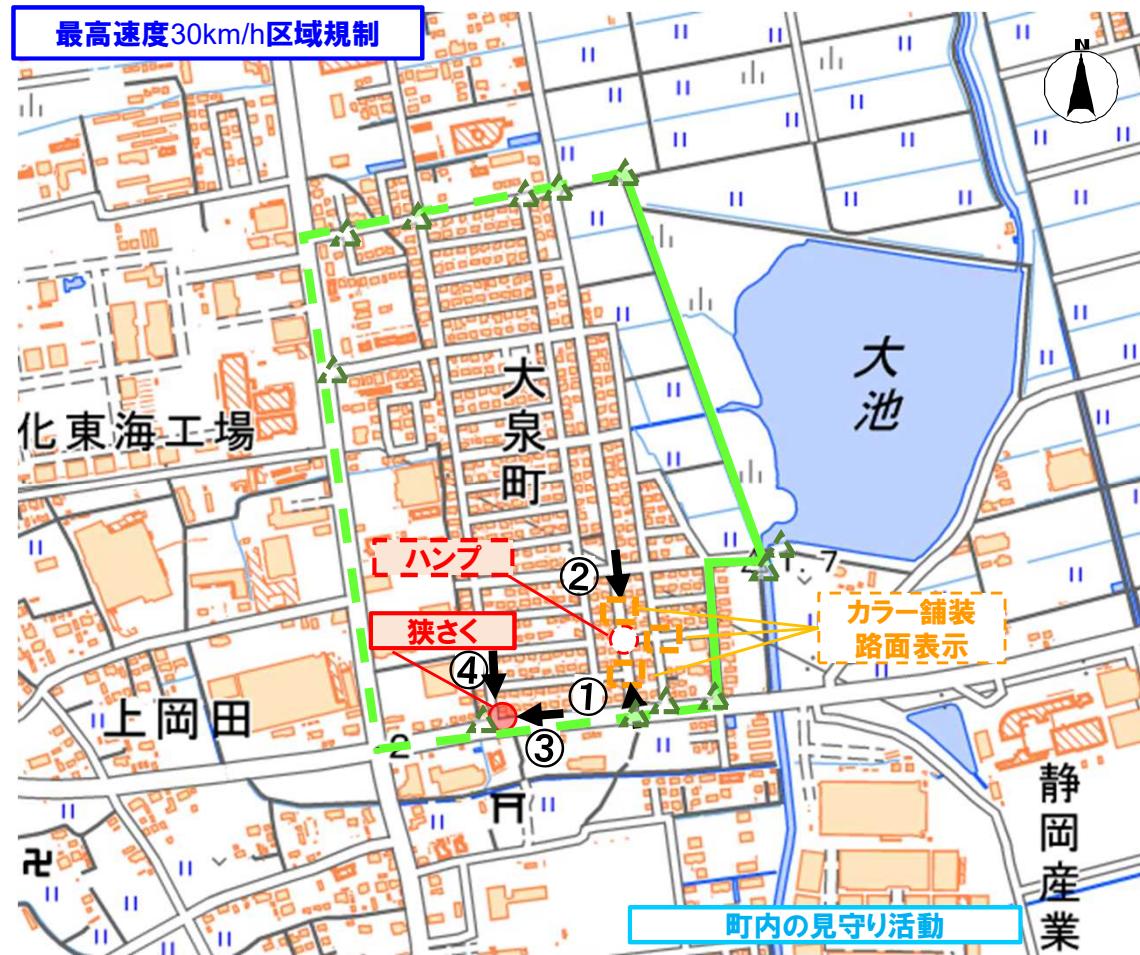 最高速度30km/h区域規制
N
大池
大泉町
化東海工場
ハンプ
②
1.7
カラー舗装
路面表示
狭さく
④
①
上岡田
2
③
静岡産業
町内の見守り活動